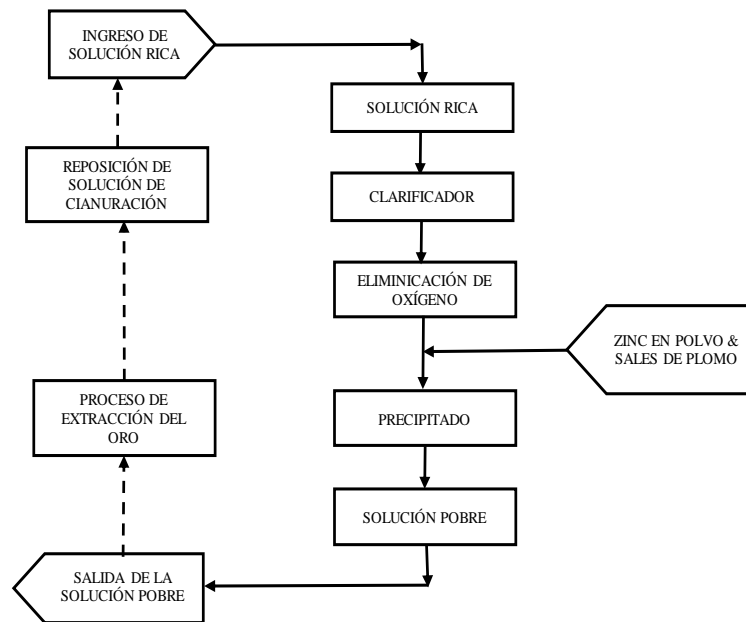 INGRESO DE
SOLUCIÓN RICA
SOLUCIÓN RICA
CLARIFICADOR
ELIMINICACIÓN DE
OXÍGENO
ZINC EN POLVO &
SALES DE PLOMO
PRECIPITADO
SOLUCIÓN POBRE
SALIDA DE LA
SOLUCIÓN POBRE
PROCESO DE
EXTRACCIÓN DEL
ORO
REPOSICIÓN DE
SOLUCIÓN DE
CIANURACIÓN